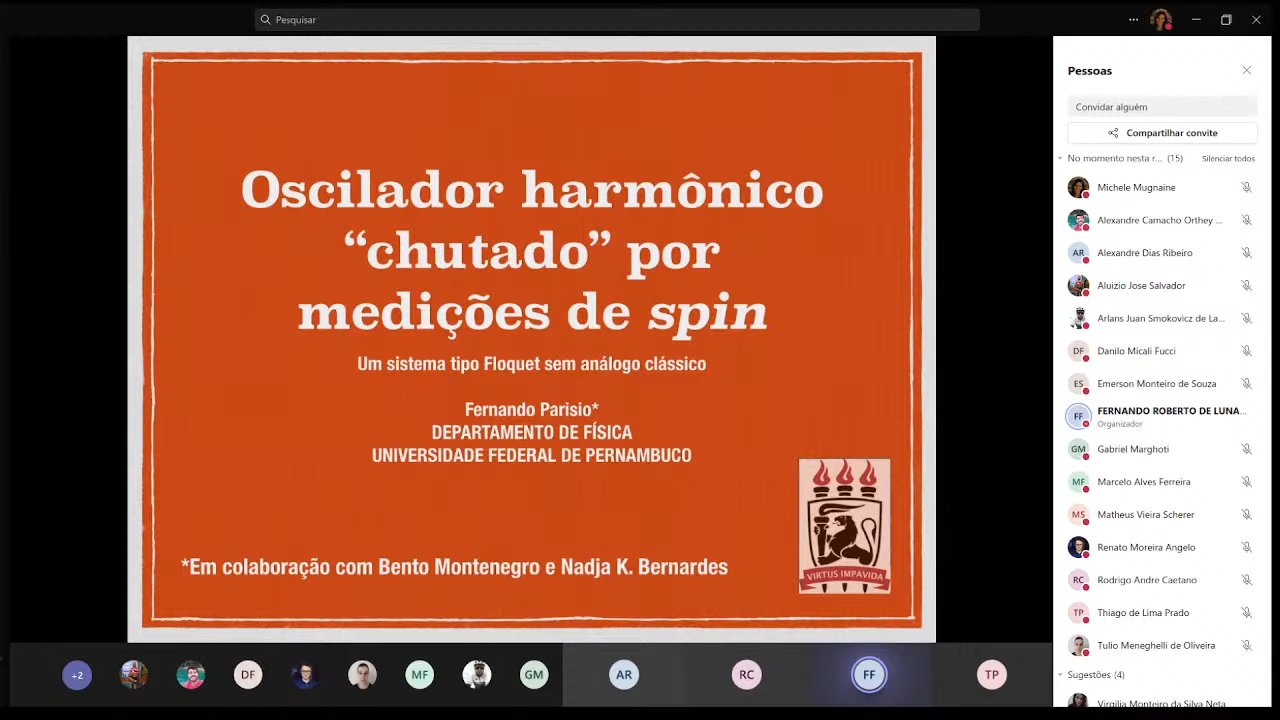 Pesquisar
Oscilador harmônico
“chutado” por
medições de spin
Um sistema tipo Floquet sem análogo clássico
Fernando Parisio*
DEPARTAMENTO DE FÍSICA
UNIVERSIDADE FEDERAL DE PERNAMBUCO
VIRTUS IMPAVIDA
*Em colaboração com Bento Montenegro e Nadja K. Bernardes
+2
DF
MF
GM
AR
RC
FF
TP
Pessoas
Convidar alguém
Compartilhar convite
No momento nesta r... (15) Silenciar todos
Michele Mugnaine
Alexandre Camacho Orthey ...
AR Alexandre Dias Ribeiro
Aluizio Jose Salvador
Arlans Juan Smokovicz de La...
DF Danilo Micali Fucci
ES Emerson Monteiro de Souza
FF FERNANDO ROBERTO DE LUNA...
Organizador
GM Gabriel Marghoti
MF Marcelo Alves Ferreira
MS Matheus Vieira Scherer
Renato Moreira Angelo
RC Rodrigo Andre Caetano
TP Thiago de Lima Prado
Tulio Meneghelli de Oliveira
Sugestões (4)
Virgilia Monteiro da Silva Neta